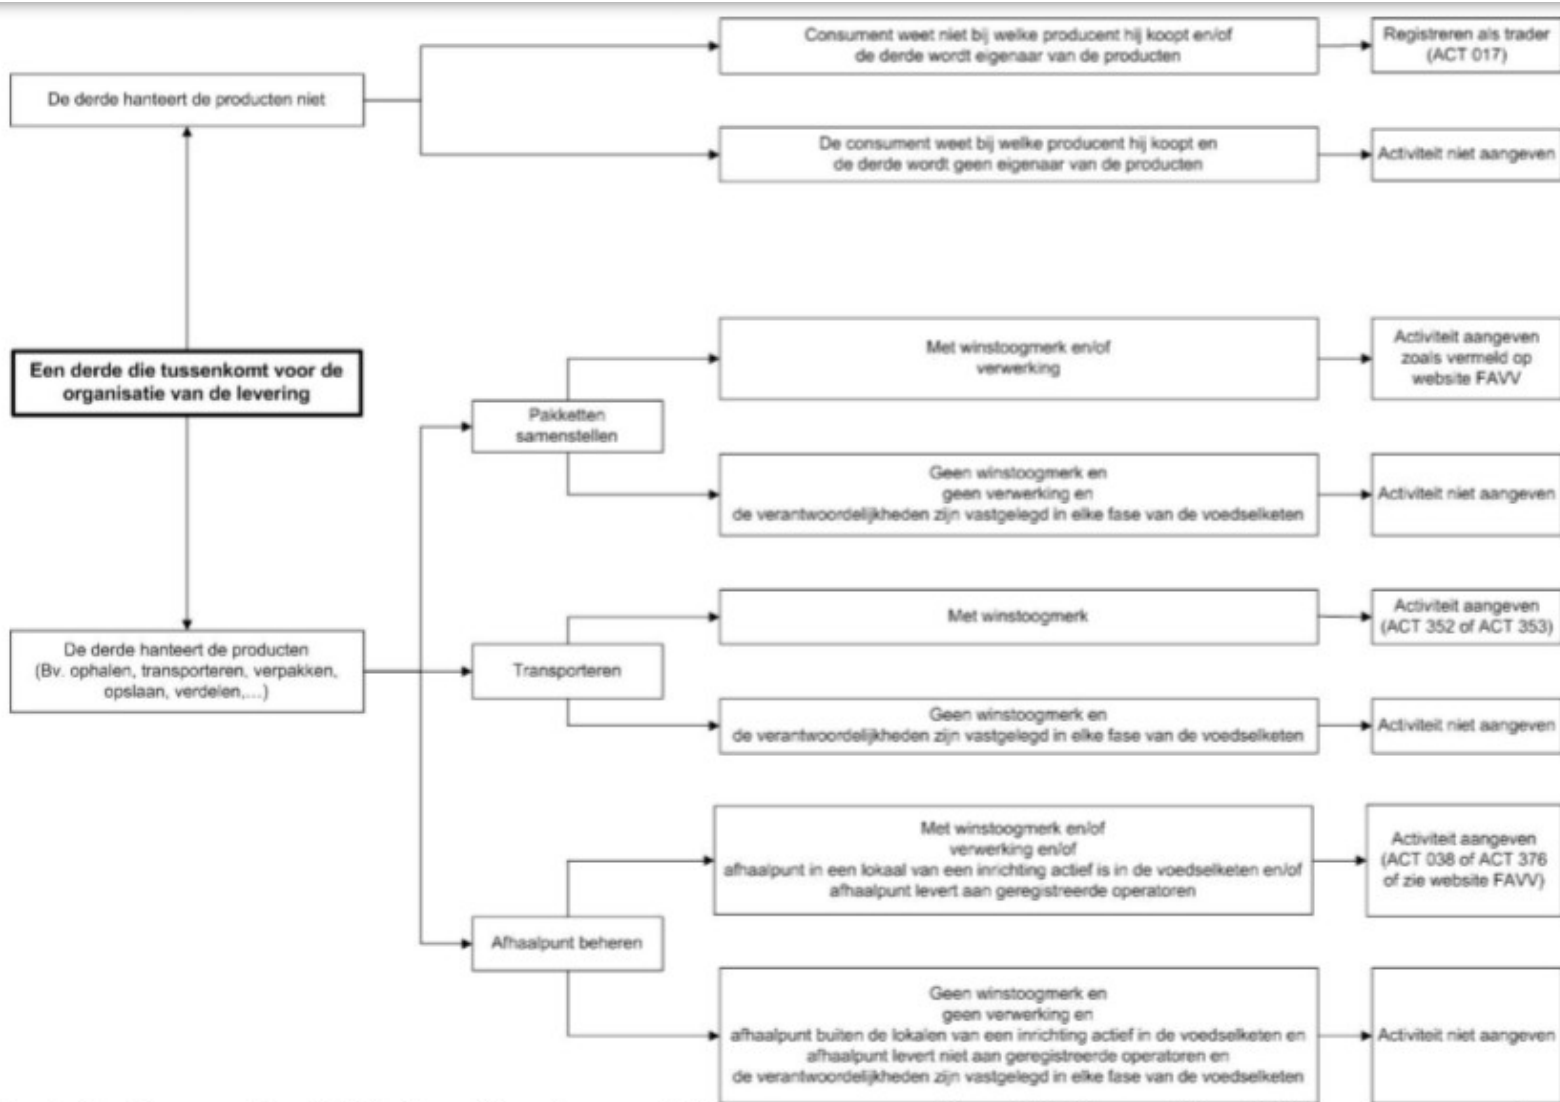 Consument weet niet bij welke producent hij koopt en/of
de derde wordt eigenaar van de producten
Registreren als trader
(ACT 017)
De derde hanteert de producten niet
De consument weet bij welke producent hij koopt en
de derde wordt geen eigenaar van de producten
Activiteit niet aangeven
Een derde die tussenkomt voor de
organisatie van de levering
Met winstoogmerk en/of
verwerking
Activiteit aangeven
zoals vermeld op
website FAVV
Pakketten
samenstellen
Geen winstoogmerk en
geen verwerking en
de verantwoordelijkheden zijn vastgelegd in elke fase van de voedselketen
Activiteit niet aangeven
De derde hanteert de producten
(Bv. ophalen, transporteren, verpakken,
opslaan, verdelen,...)
Met winstoogmerk
Activiteit aangeven
(ACT 352 of ACT 353)
Transporteren
Geen winstoogmerk en
de verantwoordelijkheden zijn vastgelegd in elke fase van de voedselketen
Activiteit niet aangeven
Met winstoogmerk en/of
verwerking en/of
afhaalpunt in een lokaal van een inrichting actief is in de voedselketen en/of
afhaalpunt levert aan geregistreerde operatoren
Activiteit aangeven
(ACT 038 of ACT 376
of zie website FAVV)
Afhaalpunt beheren
Geen winstoogmerk en
geen verwerking en
afhaalpunt buiten de lokalen van een inrichting actief in de voedselketen en
afhaalpunt levert niet aan geregistreerde operatoren en
de verantwoordelijkheden zijn vastgelegd in elke fase van de voedselketen
Activiteit niet aangeven